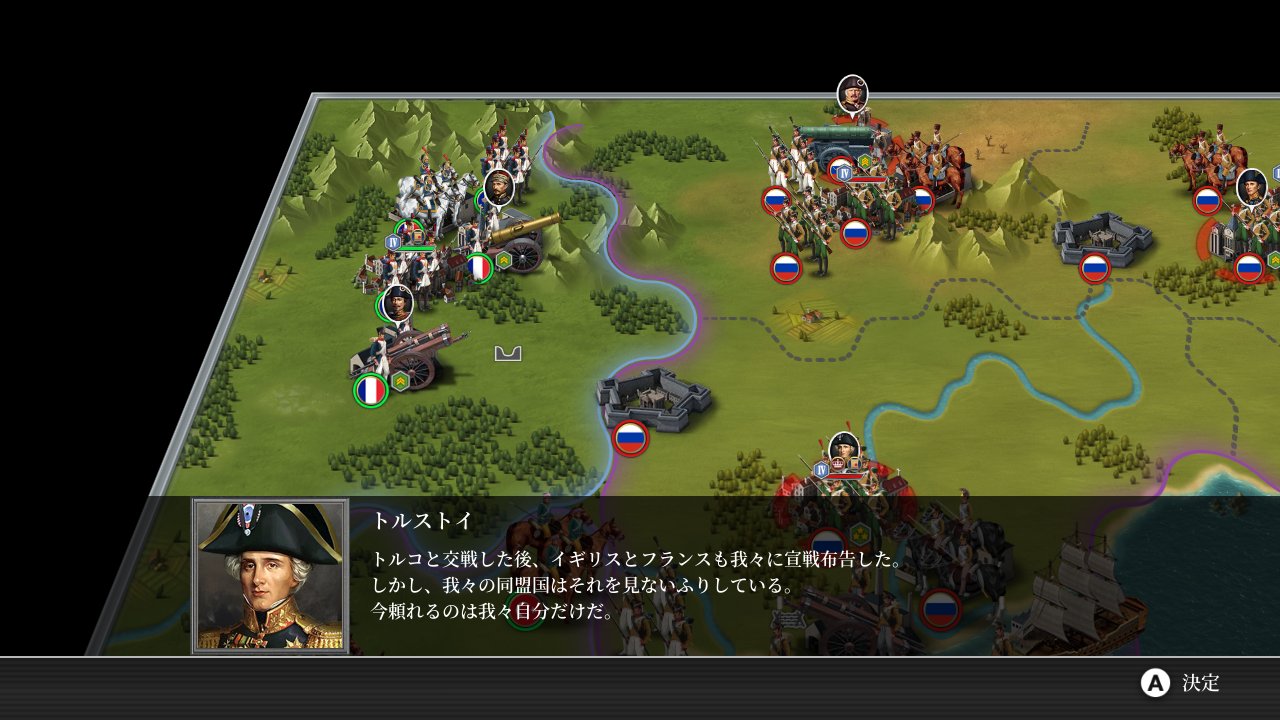 IV
IV
IV
トルストイ
トルコと交戦した後、イギリスとフランスも我々に宣戦布告した。
しかし、我々の同盟国はそれを見ないふりしている。
今頼れるのは我々自分だけだ。
A 決定